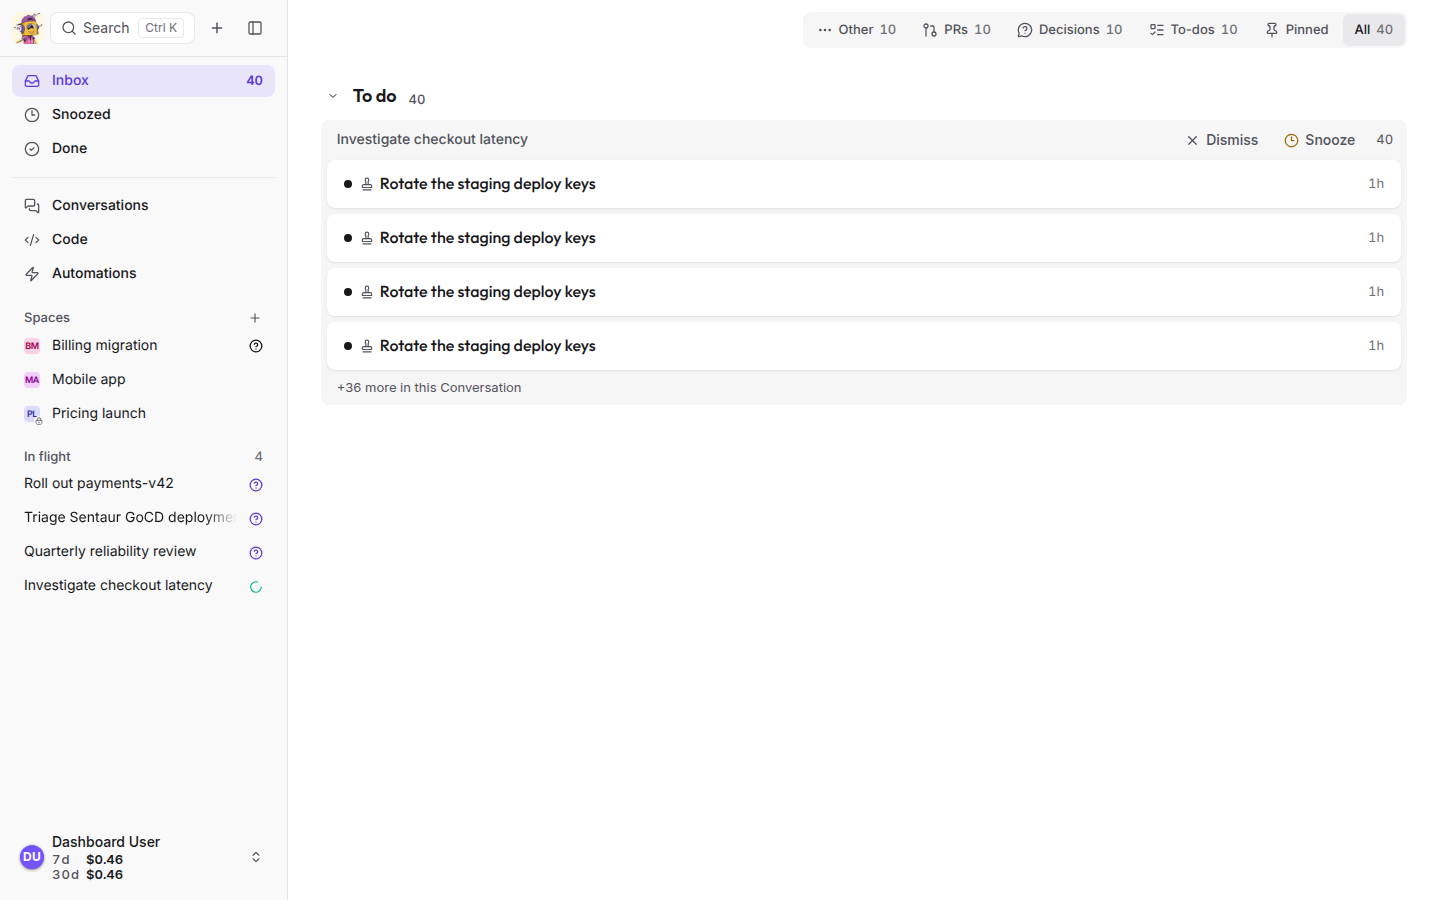 Search Ctrl K
Inbox 40
Snoozed
Done
Conversations
Code
Automations
Spaces
BM Billing migration
MA Mobile app
PL Pricing launch
In flight 4
Roll out payments-v42
Triage Sentaur GoCD deployme
Quarterly reliability review
Investigate checkout latency
DU Dashboard User
7d $0.46
30d $0.46
Other 10 PRs 10 Decisions 10 To-dos 10 Pinned All 40
To do 40
Investigate checkout latency Dismiss Snooze 40
Rotate the staging deploy keys 1h
Rotate the staging deploy keys 1h
Rotate the staging deploy keys 1h
Rotate the staging deploy keys 1h
+36 more in this Conversation